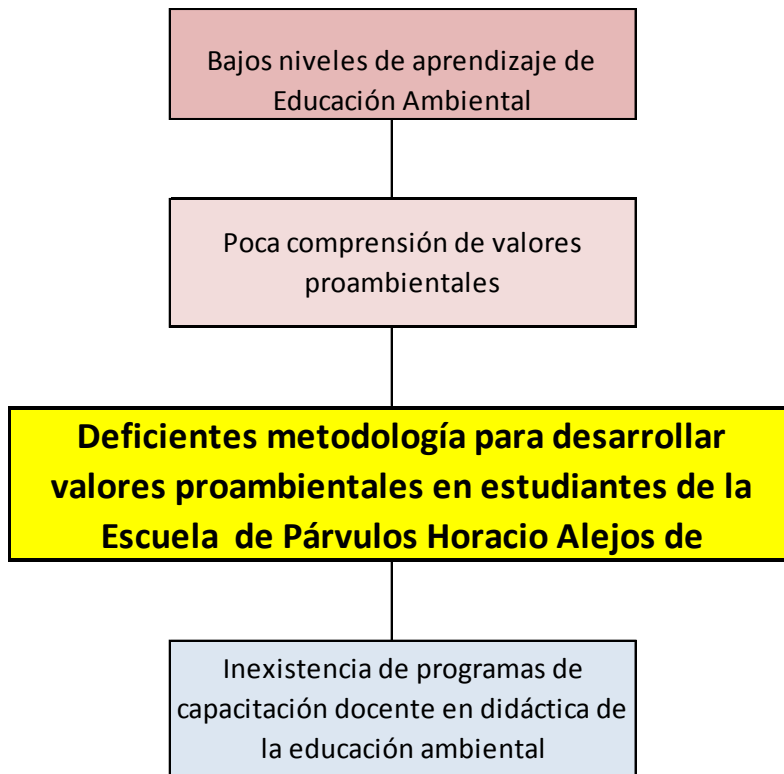 Bajos niveles de aprendizaje de
Educación Ambiental
Poca comprensión de valores
proambientales
Deficientes metodología para desarrollar
valores proambientales en estudiantes de la
Escuela de Párvulos Horacio Alejos de
Inexistencia de programas de
capacitación docente en didáctica de
la educación ambiental